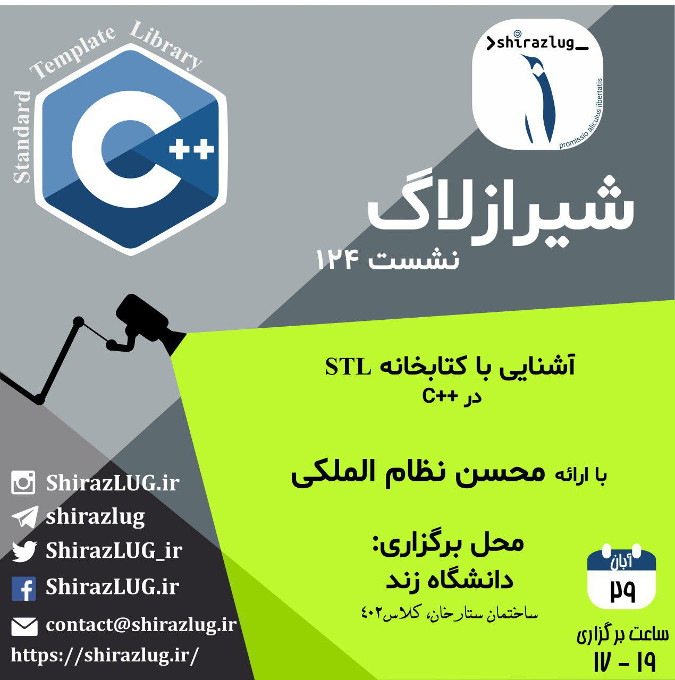 Standard Template Library
C++
>shirazlug_
promissio aliculus libertatis
شیرازلاگ
نشست ۱۲۴
آشنایی با کتابخانه STL
در C++
با ارائه محسن نظام الملکی
محل برگزاری:
دانشگاه زند
ساختمان ستارخان، کلاس۴۰۲
آبان
۲۹
ساعت برگزاری
۱۷ - ۱۹
ShirazLUG.ir
shirazlug
ShirazLUG_ir
ShirazLUG.ir
contact@shirazlug.ir
https://shirazlug.ir/